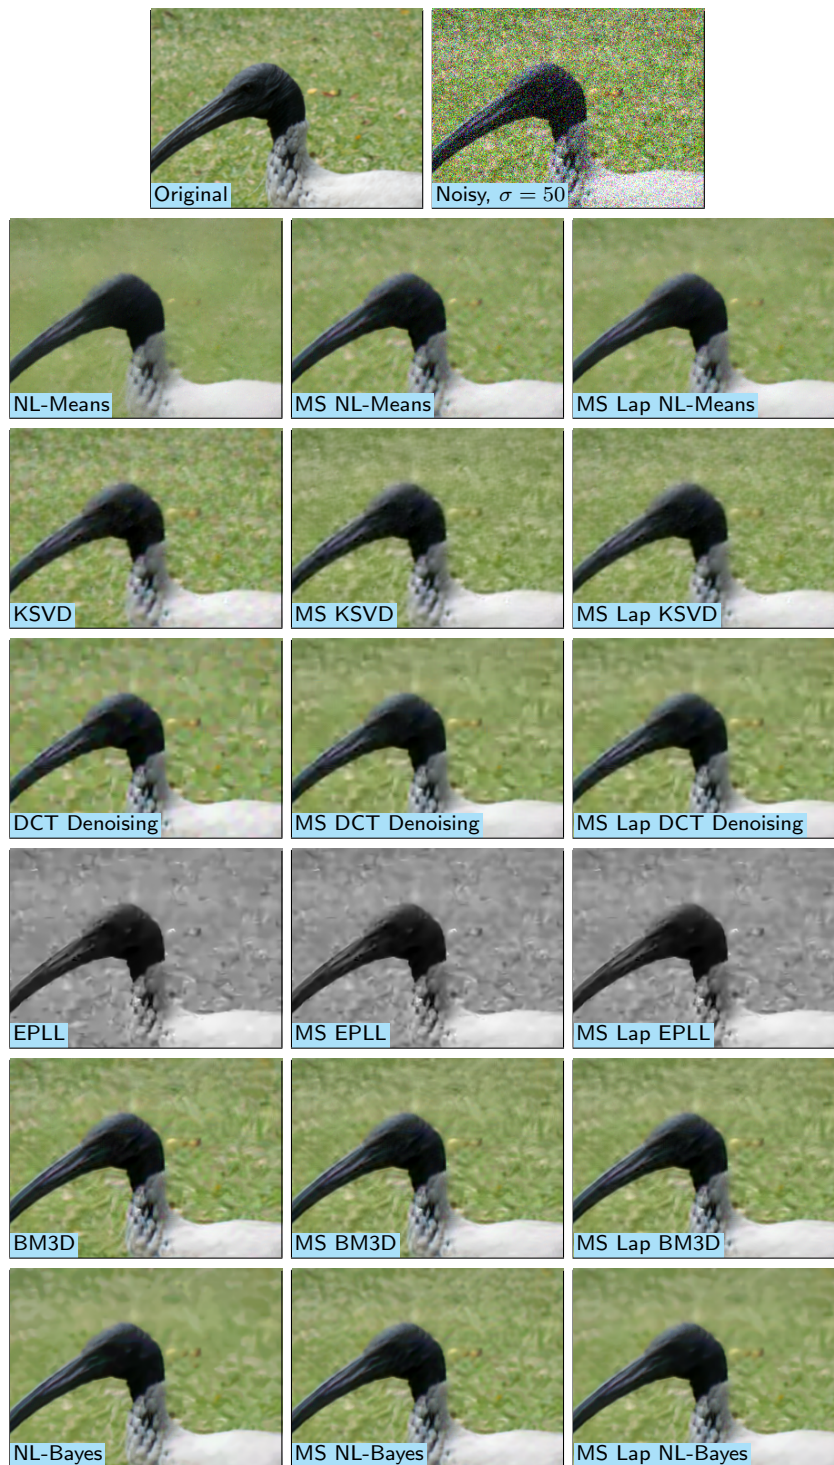 Original
Noisy, σ = 50
NL-Means
MS NL-Means
MS Lap NL-Means
KSVD
MS KSVD
MS Lap KSVD
DCT Denoising
MS DCT Denoising
MS Lap DCT Denoising
EPLL
MS EPLL
MS Lap EPLL
BM3D
MS BM3D
MS Lap BM3D
NL-Bayes
MS NL-Bayes
MS Lap NL-Bayes